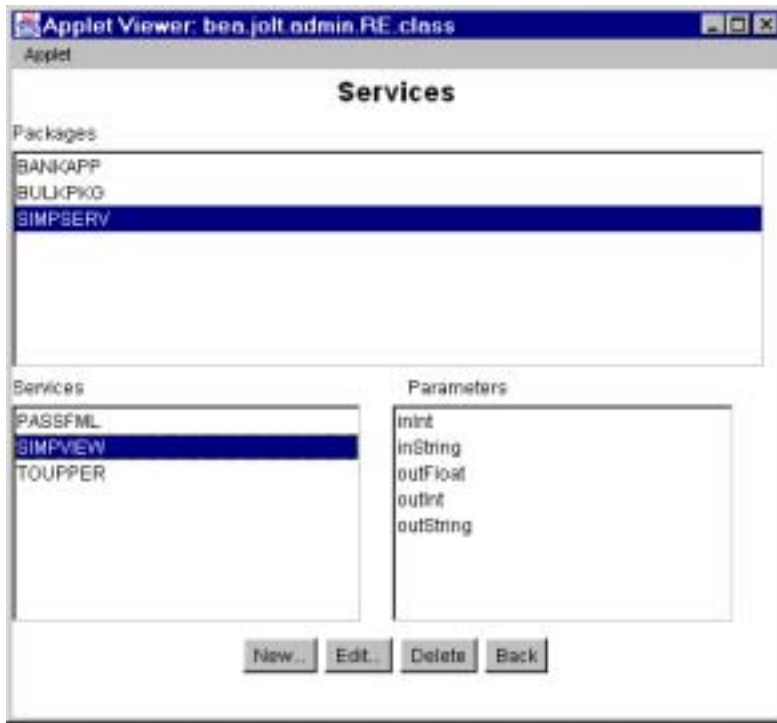 Applet Viewer: bea.jolt.admin.RE.class
Applet
Services
Packages
BANKAPP
BULKPKG
SIMPSERV
Services
Parameters
PASSFML
SIMPVIEW
TOUPPER
inInt
inString
outFloat
outInt
outString
New... Edit... Delete Back